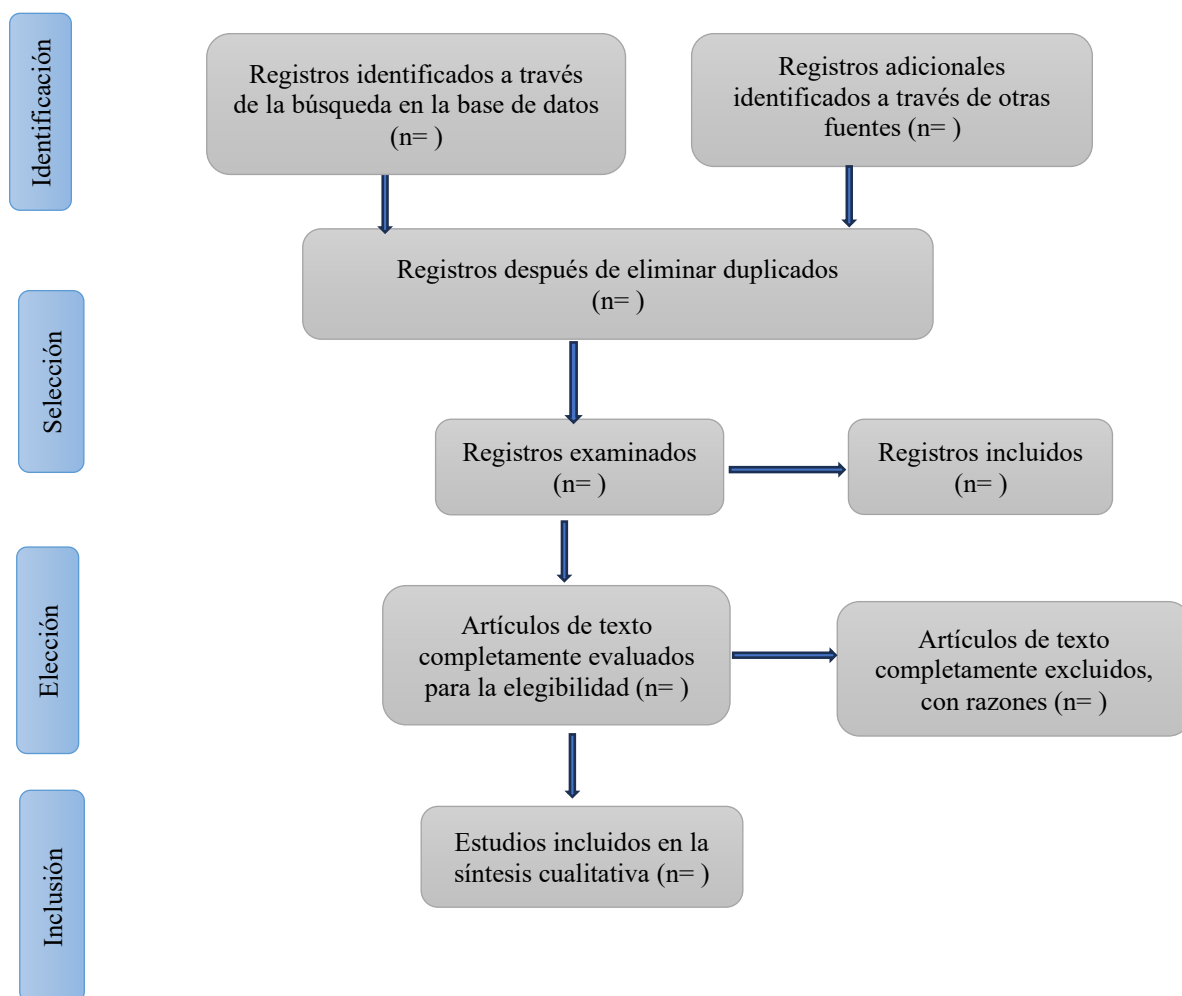 Identificación
Registros identificados a través
de la búsqueda en la base de datos
(n= )
Registros adicionales
identificados a través de otras
fuentes (n= )
Registros después de eliminar duplicados
(n= )
Selección
Registros examinados
(n= )
Registros incluidos
(n= )
Elección
Artículos de texto
completamente evaluados
para la elegibilidad (n= )
Artículos de texto
completamente excluidos,
con razones (n= )
Inclusión
Estudios incluidos en la
síntesis cualitativa (n= )